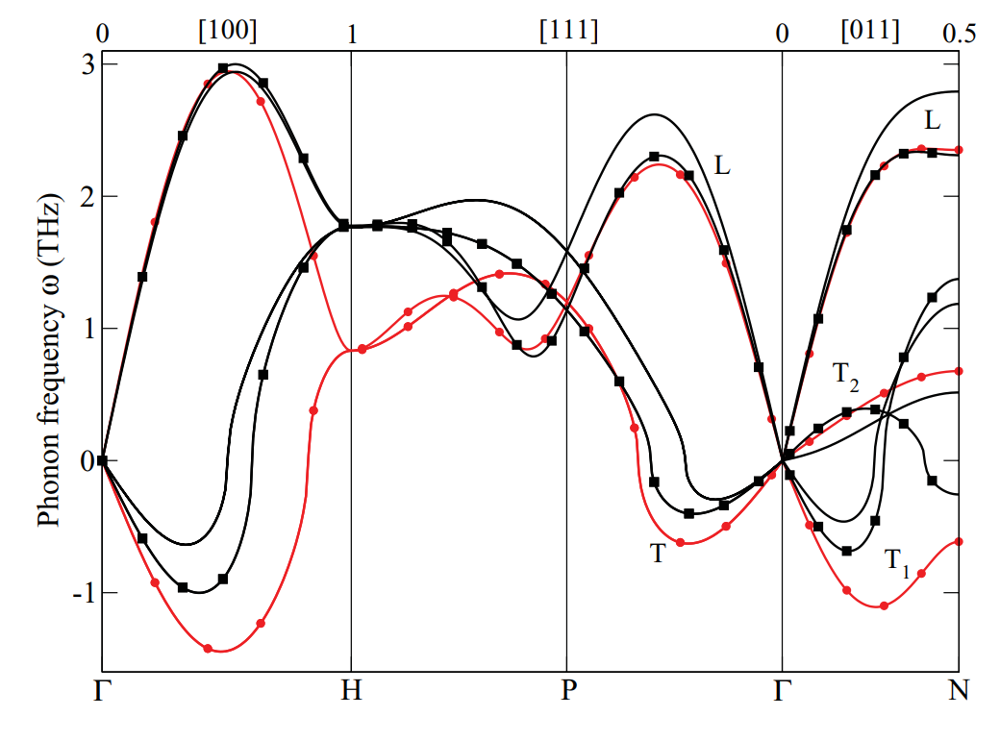 0 [100] 1 [111] 0 [011] 0.5
3
2
1
0
-1
Phonon frequency ω (THz)
L
L
T2
T
T1
Γ H P Γ N